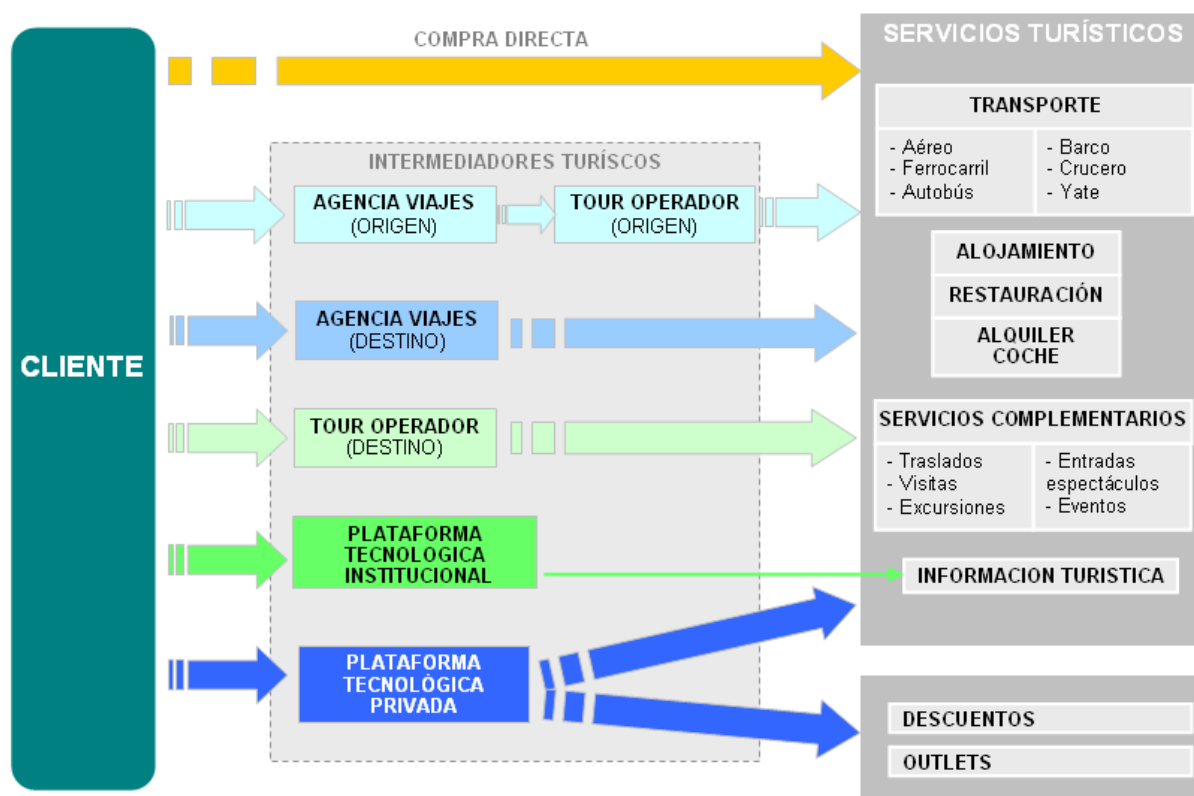 CLIENTE
COMPRA DIRECTA
INTERMEDIADORES TURÍSCOS
AGENCIA VIAJES
(ORIGEN)
TOUR OPERADOR
(ORIGEN)
AGENCIA VIAJES
(DESTINO)
TOUR OPERADOR
(DESTINO)
PLATAFORMA
TECNOLOGICA
INSTITUCIONAL
PLATAFORMA
TECNOLÓGICA
PRIVADA
SERVICIOS TURÍSTICOS
TRANSPORTE
- Aéreo
- Ferrocarril
- Autobús
- Barco
- Crucero
- Yate
ALOJAMIENTO
RESTAURACIÓN
ALQUILER
COCHE
SERVICIOS COMPLEMENTARIOS
- Traslados
- Visitas
- Excursiones
- Entradas
espectáculos
- Eventos
INFORMACION TURISTICA
DESCUENTOS
OUTLETS